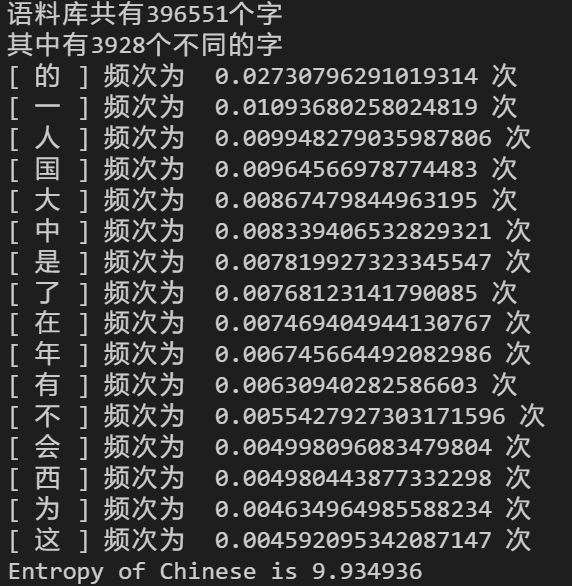 语料库共有396551个字
其中有3928个不同的字
[ 的 ] 频次为  0.02730796291019314 次
[ 一 ] 频次为  0.01093680258024819 次
[ 人 ] 频次为  0.009948279035987806 次
[ 国 ] 频次为  0.00964566978774483 次
[ 大 ] 频次为  0.00867479844963195 次
[ 中 ] 频次为  0.008339406532829321 次
[ 是 ] 频次为  0.007819927323345547 次
[ 了 ] 频次为  0.00768123141790085 次
[ 在 ] 频次为  0.007469404944130767 次
[ 年 ] 频次为  0.006745664492082986 次
[ 有 ] 频次为  0.00630940282586603 次
[ 不 ] 频次为  0.0055427927303171596 次
[ 会 ] 频次为  0.004998096083479804 次
[ 西 ] 频次为  0.004980443877332298 次
[ 为 ] 频次为  0.004634964985588234 次
[ 这 ] 频次为  0.004592095342087147 次
Entropy of Chinese is 9.934936